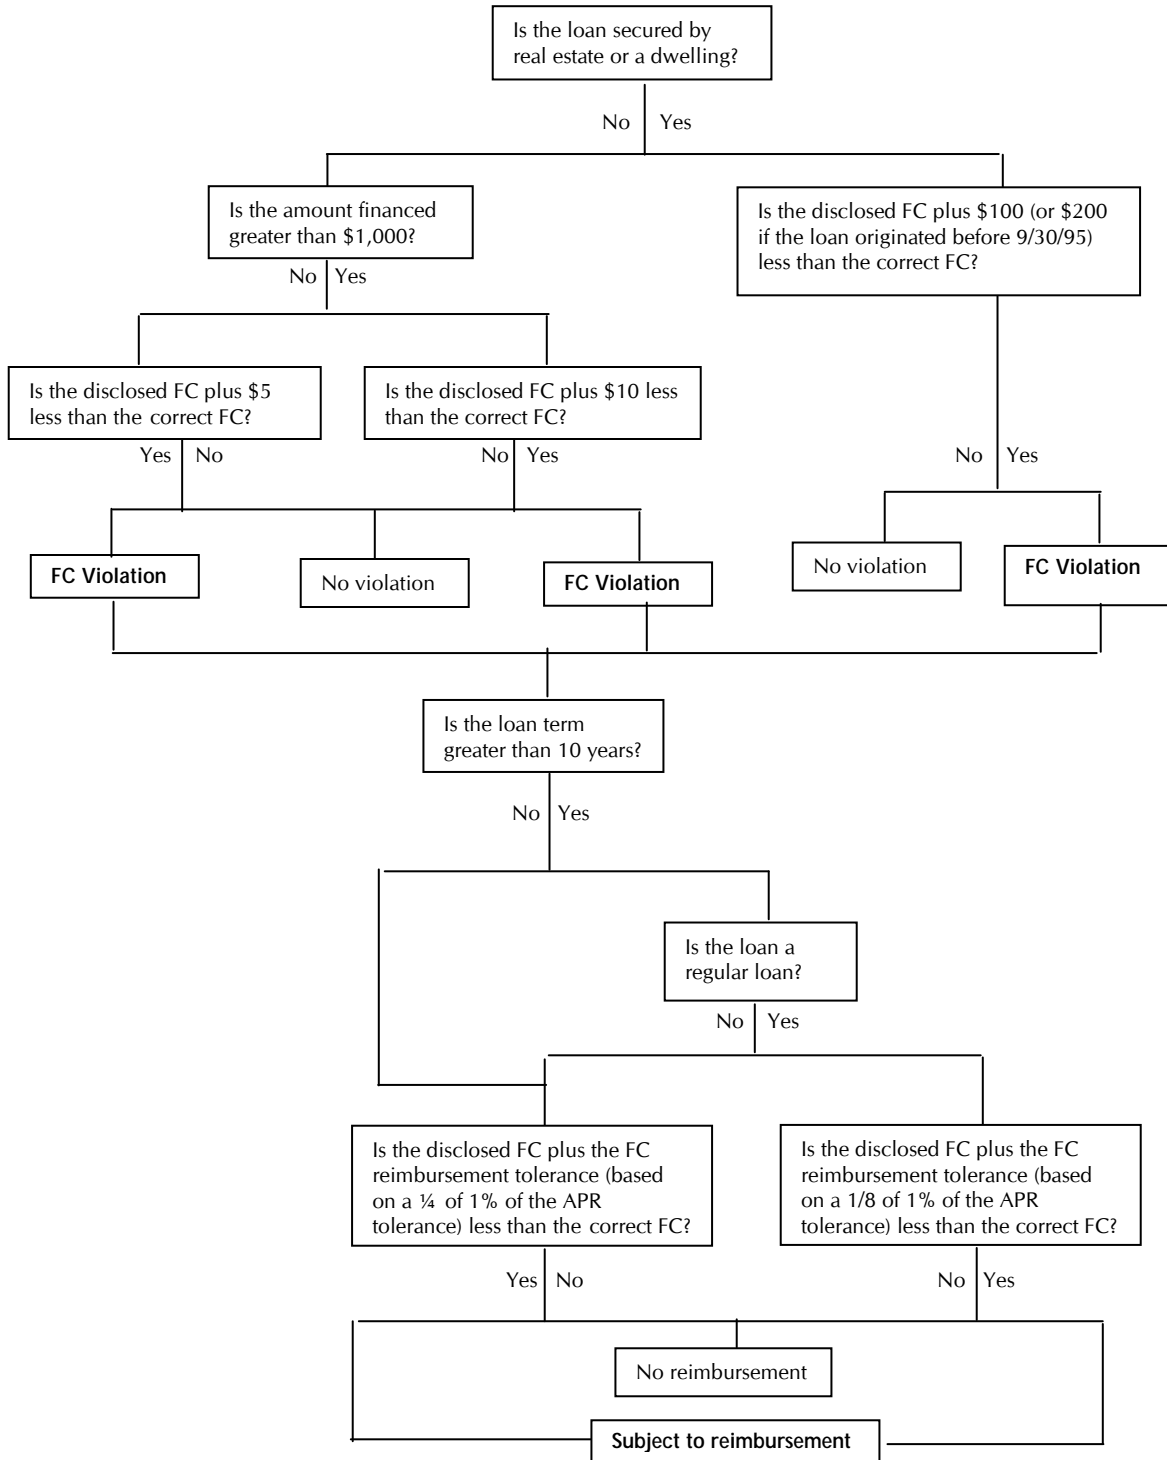 Is the loan secured by
real estate or a dwelling?
No Yes
Is the amount financed
greater than $1,000?
Is the disclosed FC plus $100 (or $200
if the loan originated before 9/30/95)
less than the correct FC?
No Yes
Is the disclosed FC plus $5
less than the correct FC?
Is the disclosed FC plus $10 less
than the correct FC?
Yes No
No Yes
No Yes
FC Violation
No violation
FC Violation
No violation
FC Violation
Is the loan term
greater than 10 years?
No Yes
Is the loan a
regular loan?
No Yes
Is the disclosed FC plus the FC
reimbursement tolerance (based
on a ¼ of 1% of the APR
tolerance) less than the correct FC?
Is the disclosed FC plus the FC
reimbursement tolerance (based
on a 1/8 of 1% of the APR
tolerance) less than the correct FC?
Yes No
No Yes
No reimbursement
Subject to reimbursement